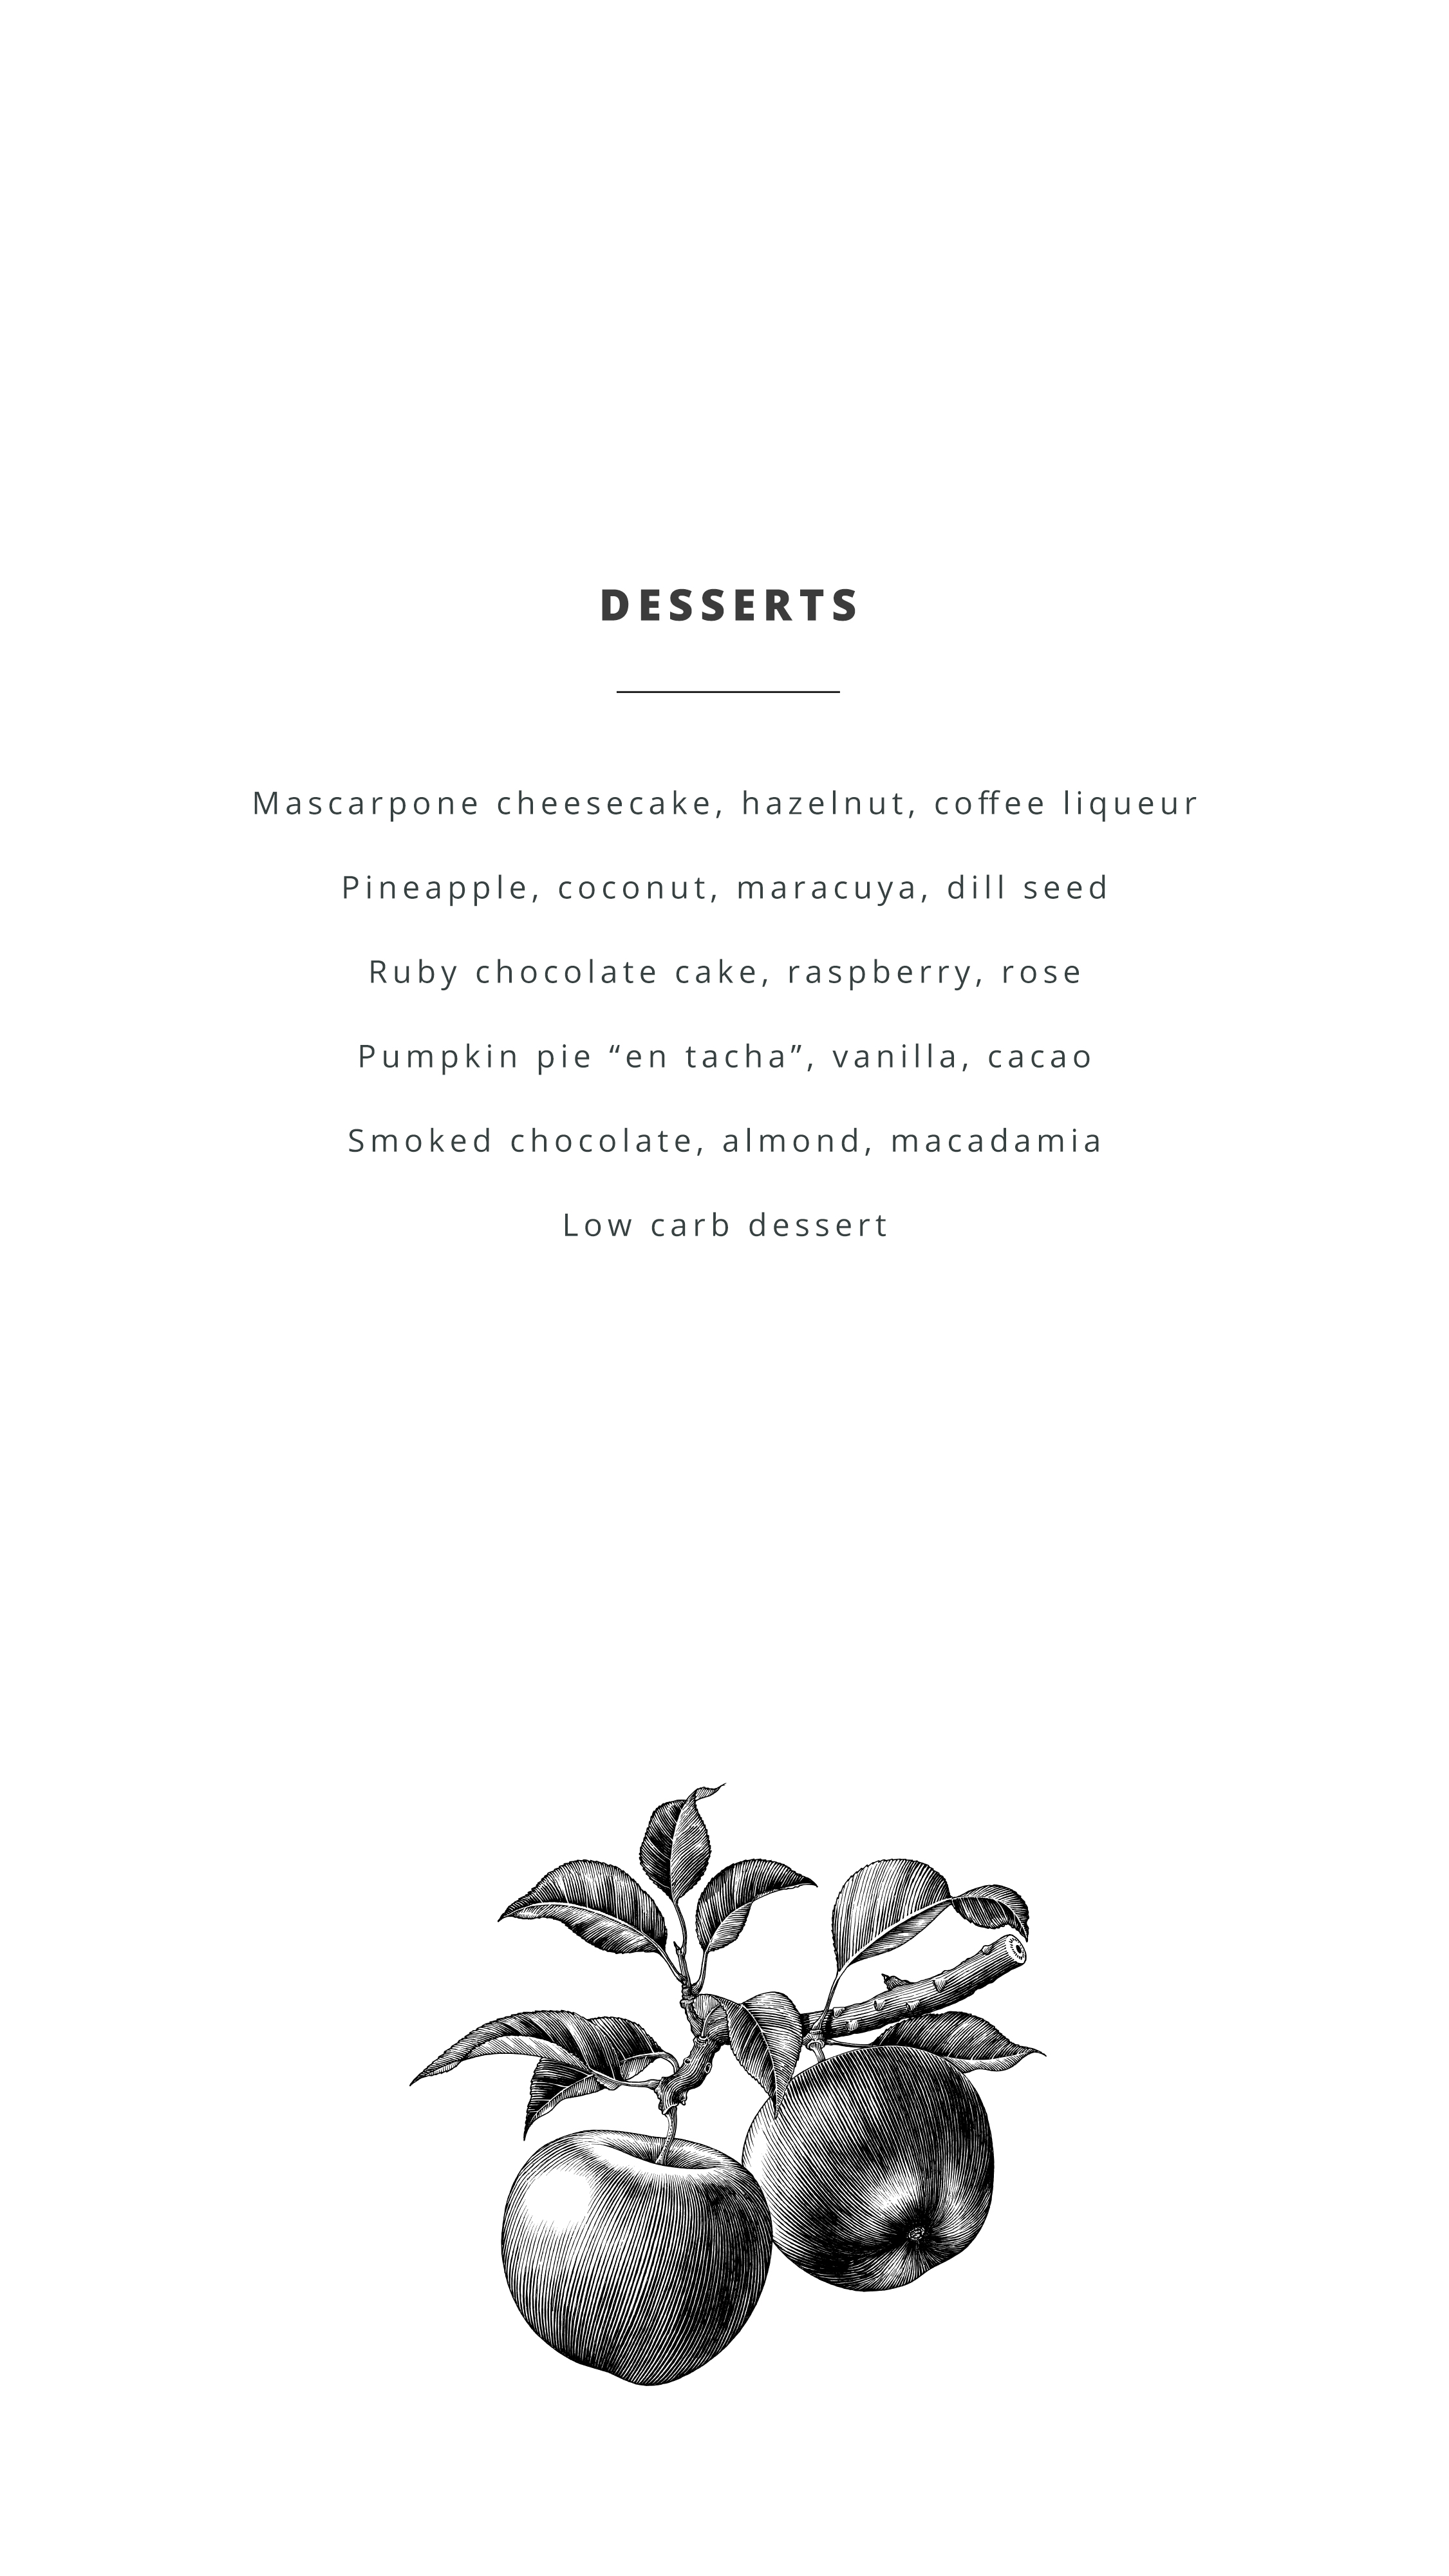 DESSERTS
Mascarpone cheesecake, hazelnut, coffee liqueur
Pineapple, coconut, maracuya, dill seed
Ruby chocolate cake, raspberry, rose
Pumpkin pie “en tacha”, vanilla, cacao
Smoked chocolate, almond, macadamia
Low carb dessert